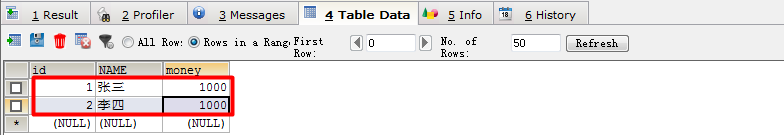 1 Result 2 Profiler 3 Messages 4 Table Data 5 Info 6 History
All Row: Rows in a Rang First Row: 0 No. of Rows: 50 Refresh
id NAME money
1 张三 1000
2 李四 1000
* (NULL) (NULL) (NULL)